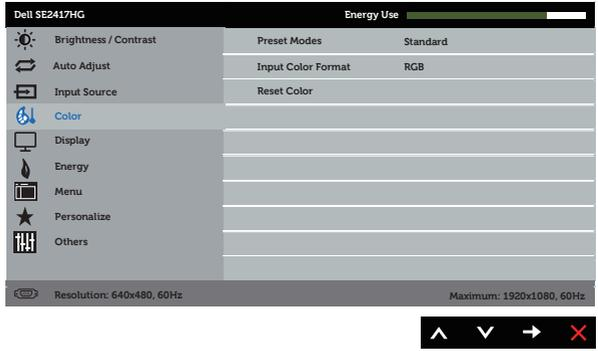 Dell SE2417HG Energy Use
Brightness / Contrast Preset Modes Standard
Auto Adjust Input Color Format RGB
Input Source Reset Color
Color
Display
Energy
Menu
Personalize
Others
Resolution: 640x480, 60Hz Maximum: 1920x1080, 60Hz